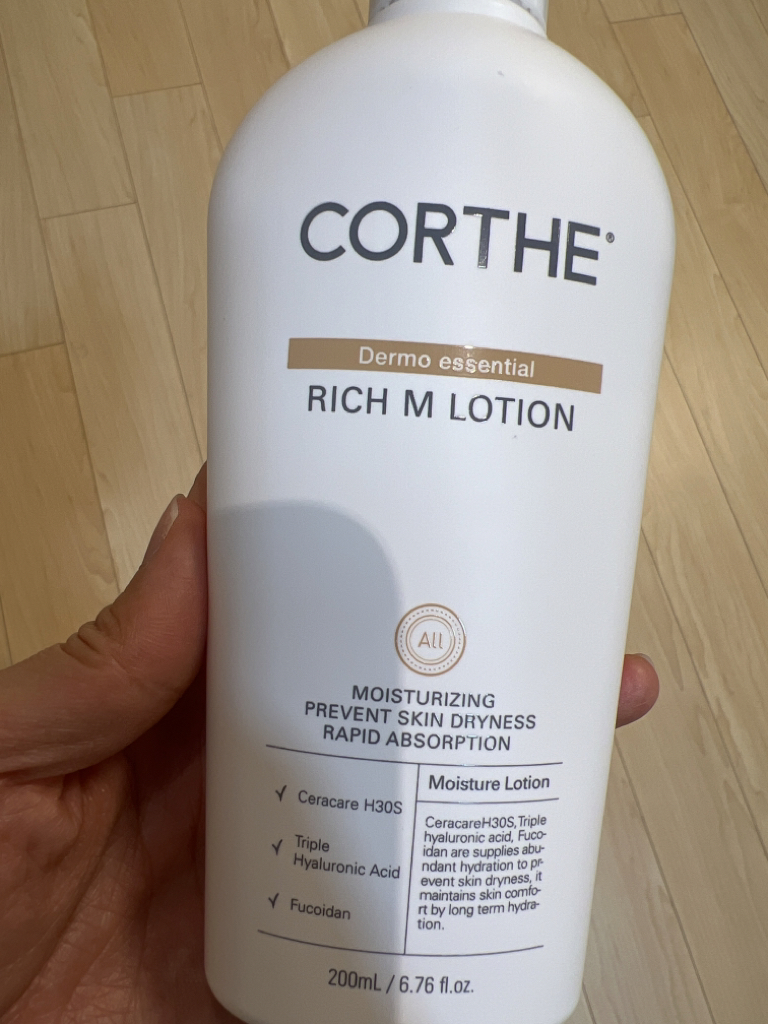 CORTHE®
Dermo essential
RICH M LOTION
All
MOISTURIZING
PREVENT SKIN DRYNESS
RAPID ABSORPTION
✓ Ceracare H30S
✓ Triple
Hyaluronic Acid
✓ Fucoidan
Moisture Lotion
CeracareH30S,Triple
hyaluronic acid, Fuco-
idan are supplies abu-
ndant hydration to pr-
event skin dryness, it
maintains skin comfo-
rt by long term hydra-
tion.
200mL / 6.76 fl.oz.